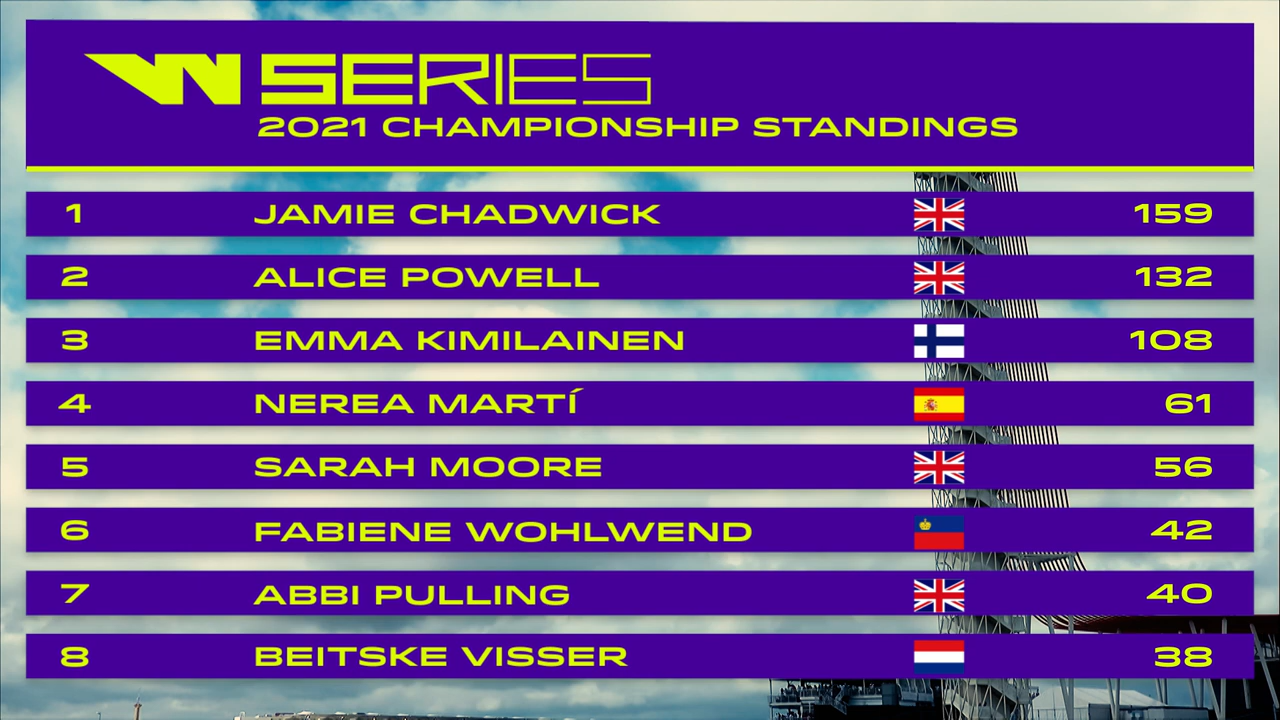 W SERIES
2021 CHAMPIONSHIP STANDINGS
1 JAMIE CHADWICK 159
2 ALICE POWELL 132
3 EMMA KIMILAINEN 108
4 NEREA MARTÍ 61
5 SARAH MOORE 56
6 FABIENE WOHLWEND 42
7 ABBI PULLING 40
8 BEITSKE VISSER 38